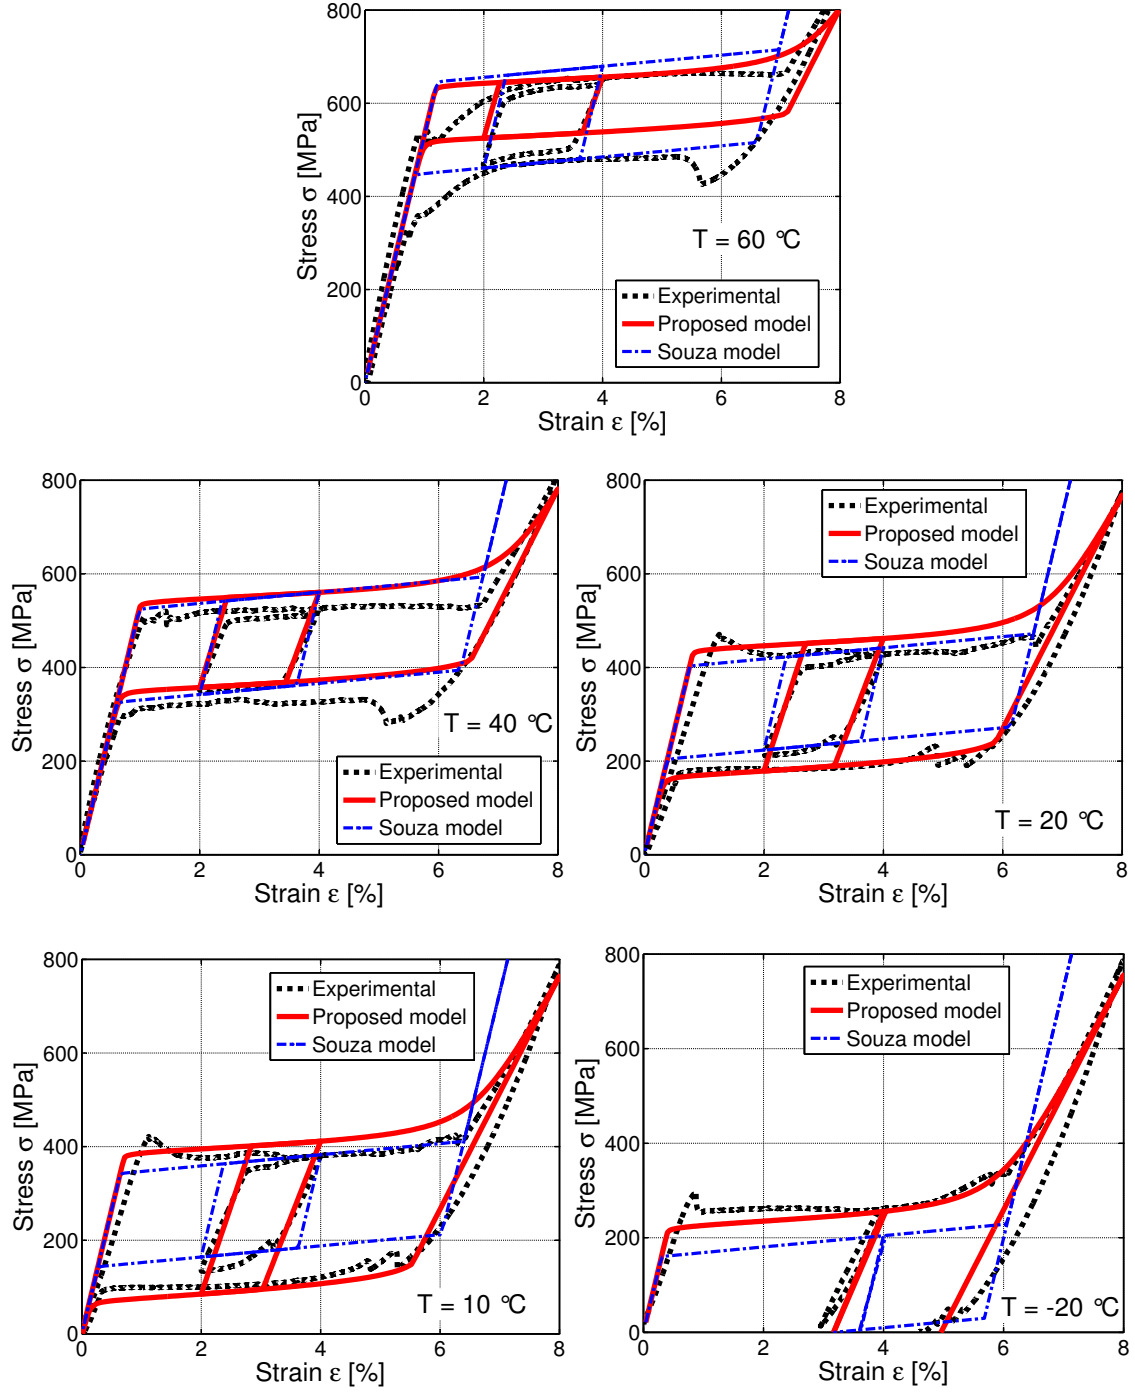 800
600
400
200
0
Stress σ [MPa]
T = 60 °C
Experimental
Proposed model
Souza model
0 2 4 6 8
Strain ε [%]
800
600
400
200
0
Stress σ [MPa]
T = 40 °C
Experimental
Proposed model
Souza model
0 2 4 6 8
Strain ε [%]
800
600
400
200
0
Stress σ [MPa]
Experimental
Proposed model
Souza model
T = 20 °C
0 2 4 6 8
Strain ε [%]
800
600
400
200
0
Stress σ [MPa]
Experimental
Proposed model
Souza model
T = 10 °C
0 2 4 6 8
Strain ε [%]
800
600
400
200
0
Stress σ [MPa]
Experimental
Proposed model
Souza model
T = -20 °C
0 2 4 6 8
Strain ε [%]